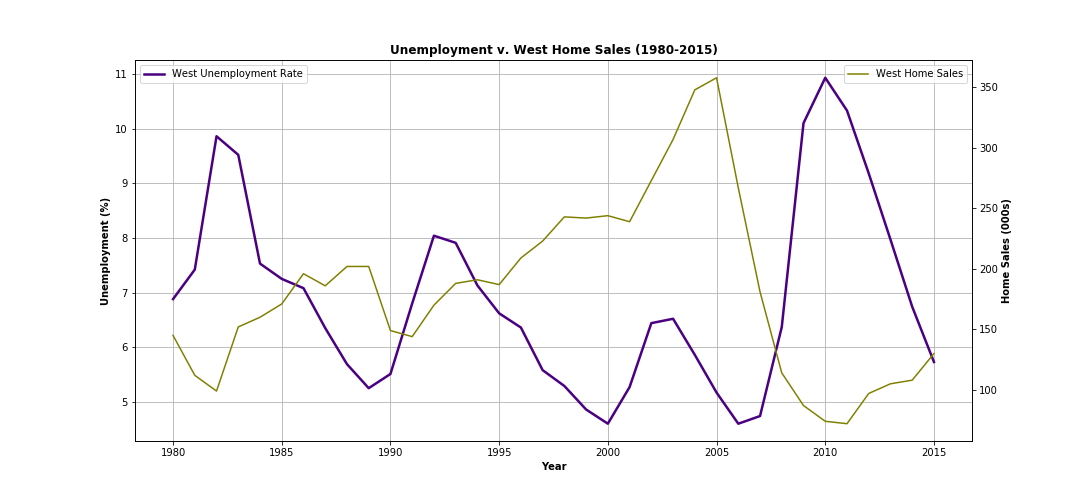 Unemployment v. West Home Sales (1980-2015)
West Unemployment Rate
West Home Sales
11
10
9
8
7
6
5
Unemployment (%)
350
300
250
200
150
100
Home Sales (000s)
1980 1985 1990 1995 2000 2005 2010 2015
Year